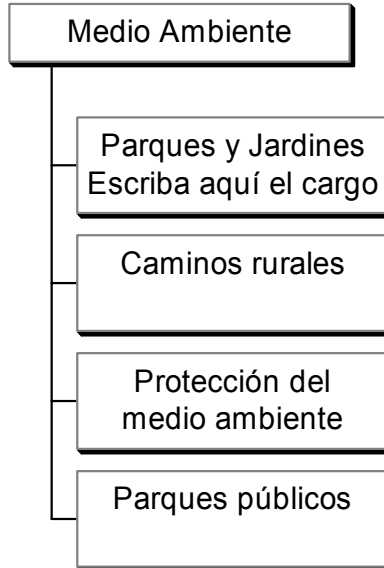 Medio Ambiente
Parques y Jardines
Escriba aquí el cargo
Caminos rurales
Protección del
medio ambiente
Parques públicos